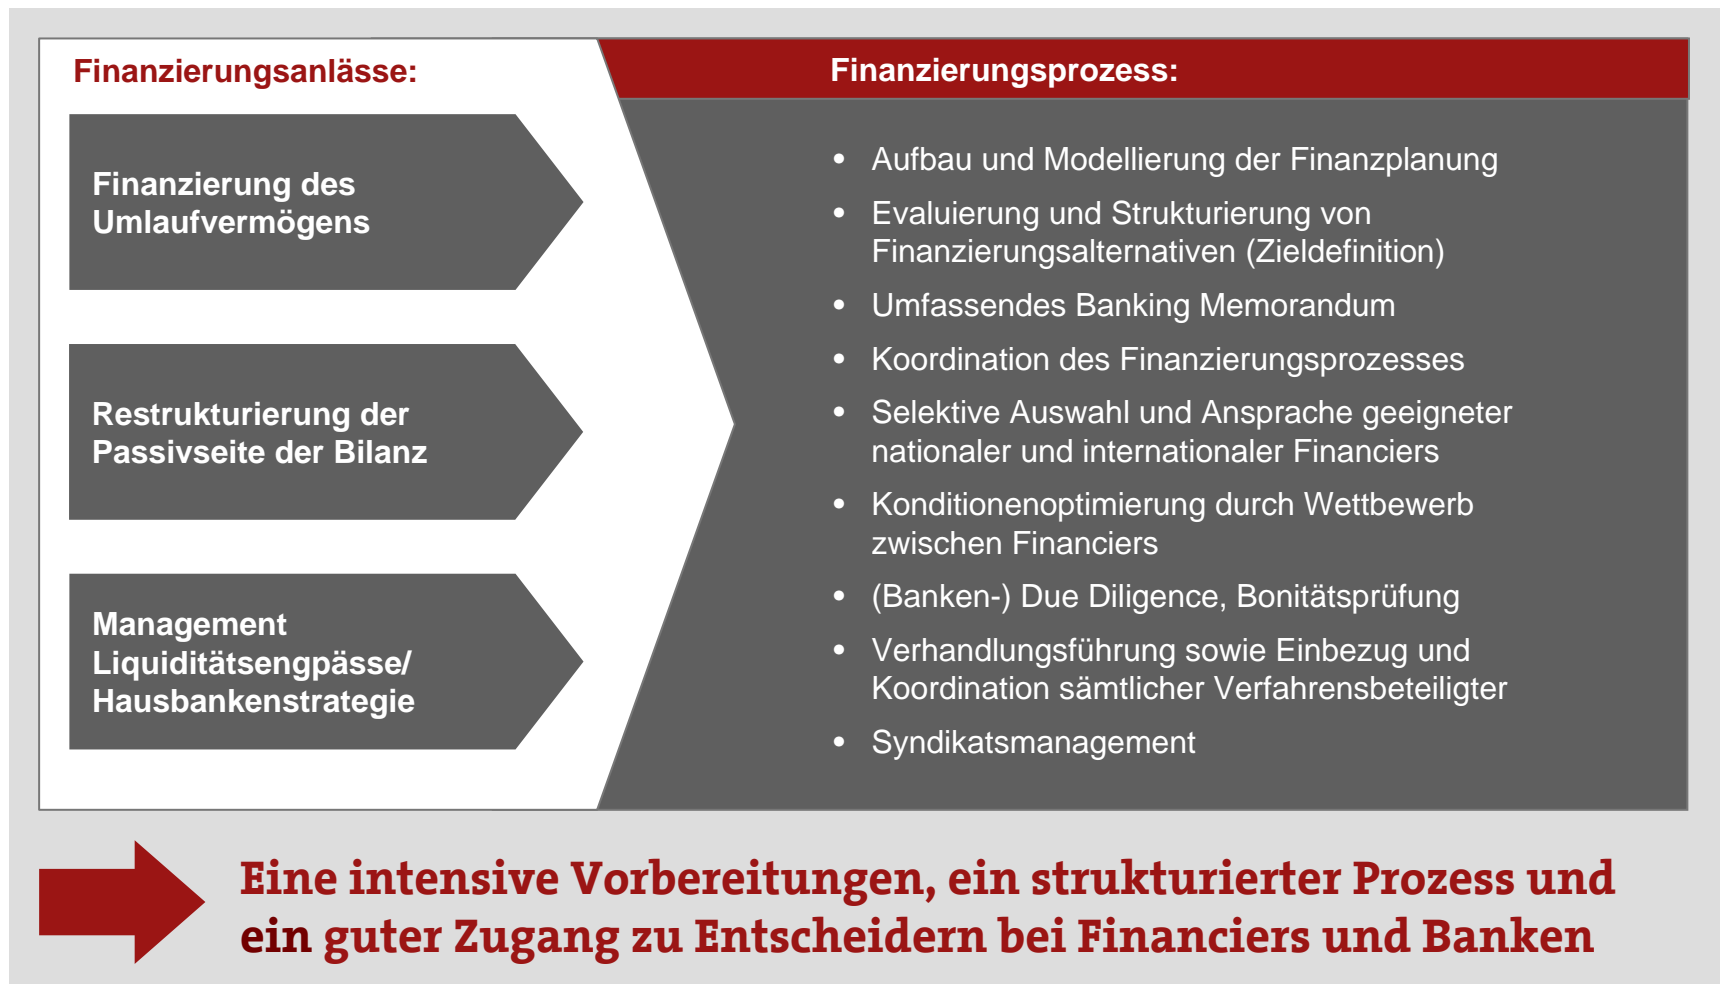 Finanzierungsanlässe:
Finanzierung des
Umlaufvermögens
Restrukturierung der
Passivseite der Bilanz
Management
Liquiditätsengpässe/
Hausbankenstrategie
Finanzierungsprozess:
• Aufbau und Modellierung der Finanzplanung
• Evaluierung und Strukturierung von
Finanzierungsalternativen (Zieldefinition)
• Umfassendes Banking Memorandum
• Koordination des Finanzierungsprozesses
• Selektive Auswahl und Ansprache geeigneter
nationaler und internationaler Financiers
• Konditionenoptimierung durch Wettbewerb
zwischen Financiers
• (Banken-) Due Diligence, Bonitätsprüfung
• Verhandlungsführung sowie Einbezug und
Koordination sämtlicher Verfahrensbeteiligter
• Syndikatsmanagement
Eine intensive Vorbereitungen, ein strukturierter Prozess und
ein guter Zugang zu Entscheidern bei Financiers und Banken